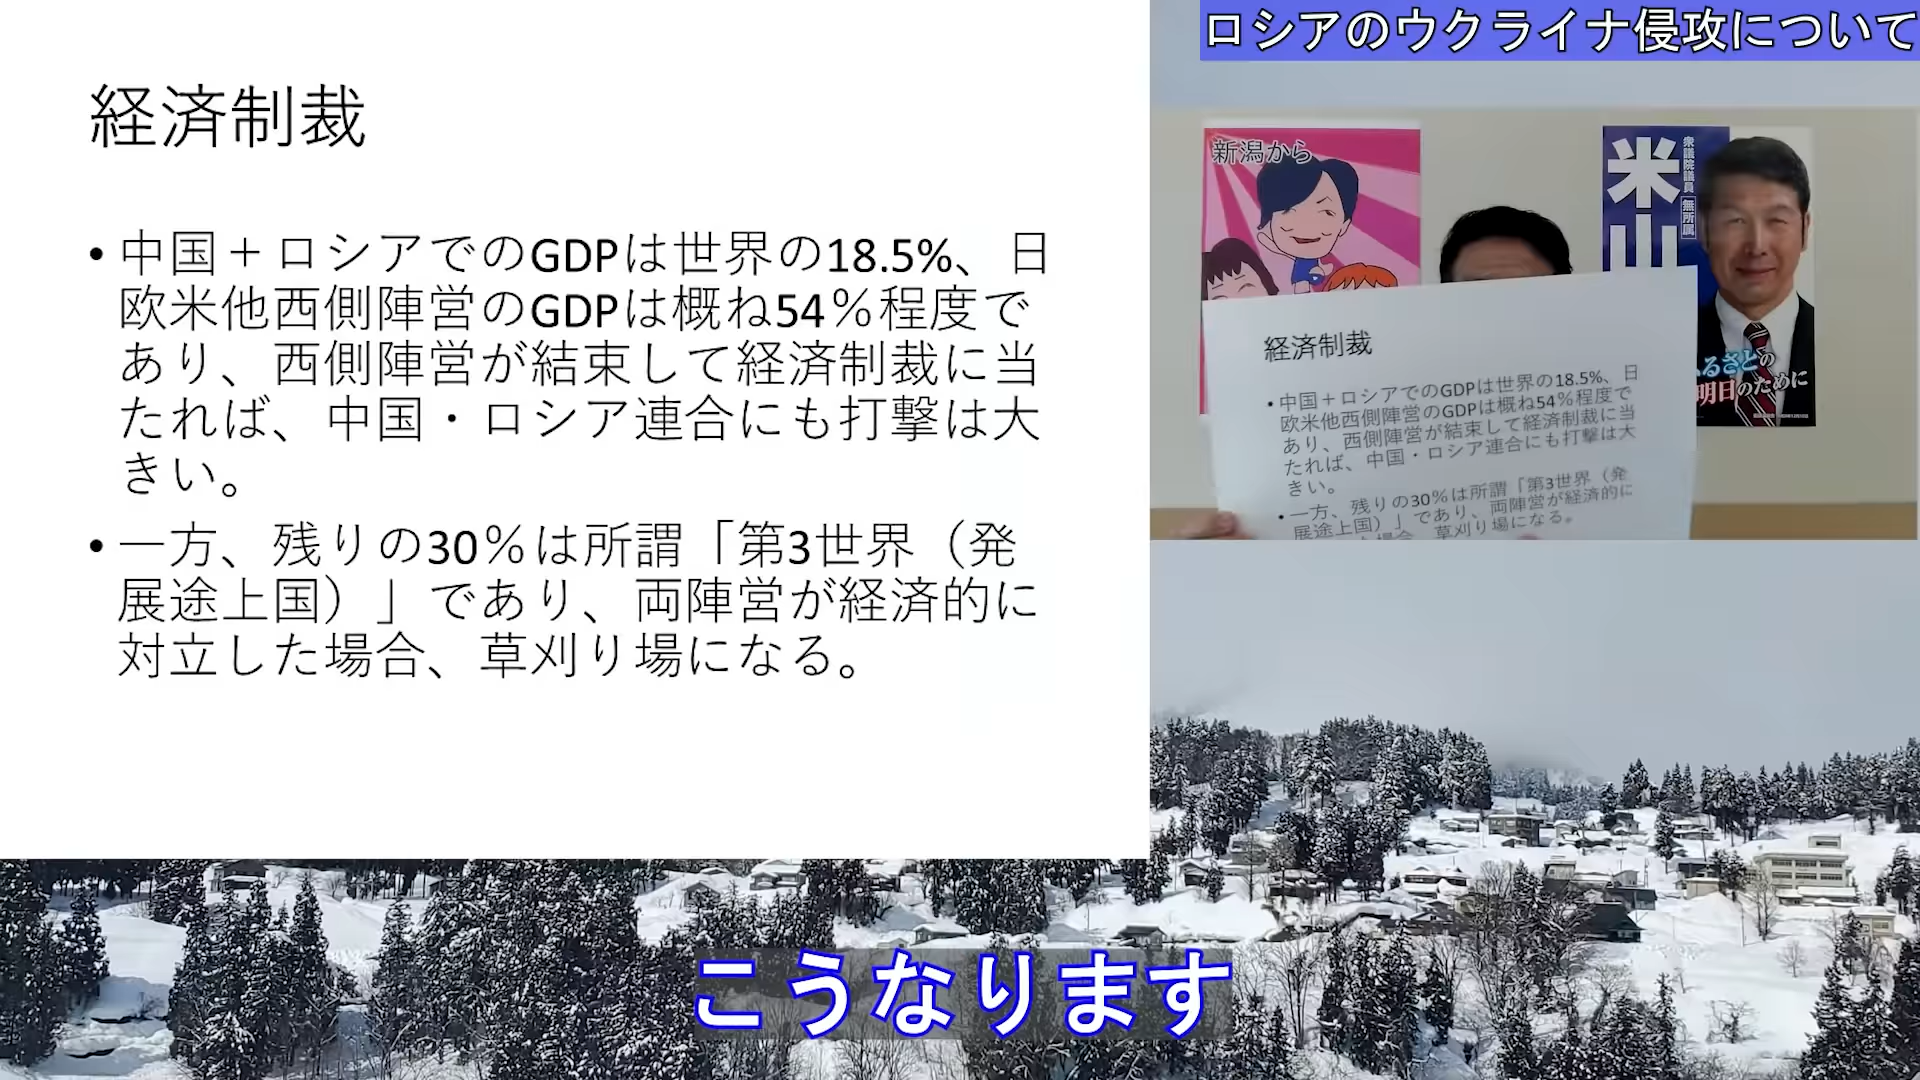 経済制裁
•中国＋ロシアでのGDPは世界の18.5%、日
欧米他西側陣営のGDPは概ね54％程度で
あり、西側陣営が結束して経済制裁に当
たれば、中国・ロシア連合にも打撃は大
きい。
•一方、残りの30％は所謂「第3世界（発
展途上国）」であり、両陣営が経済的に
対立した場合、草刈り場になる。
ロシアのウクライナ侵攻について
新潟から
米山
衆議院議員
無所属
ふるさとの
明日のために
経済制裁
•中国＋ロシアでのGDPは世界の18.5%、日
欧米他西側陣営のGDPは概ね54％程度で
あり、西側陣営が結束して経済制裁に当
たれば、中国・ロシア連合にも打撃は大
きい。
•一方、残りの30％は所謂「第3世界（発
展途上国）」であり、両陣営が経済的に
場合、草刈り場になる。
こうなります